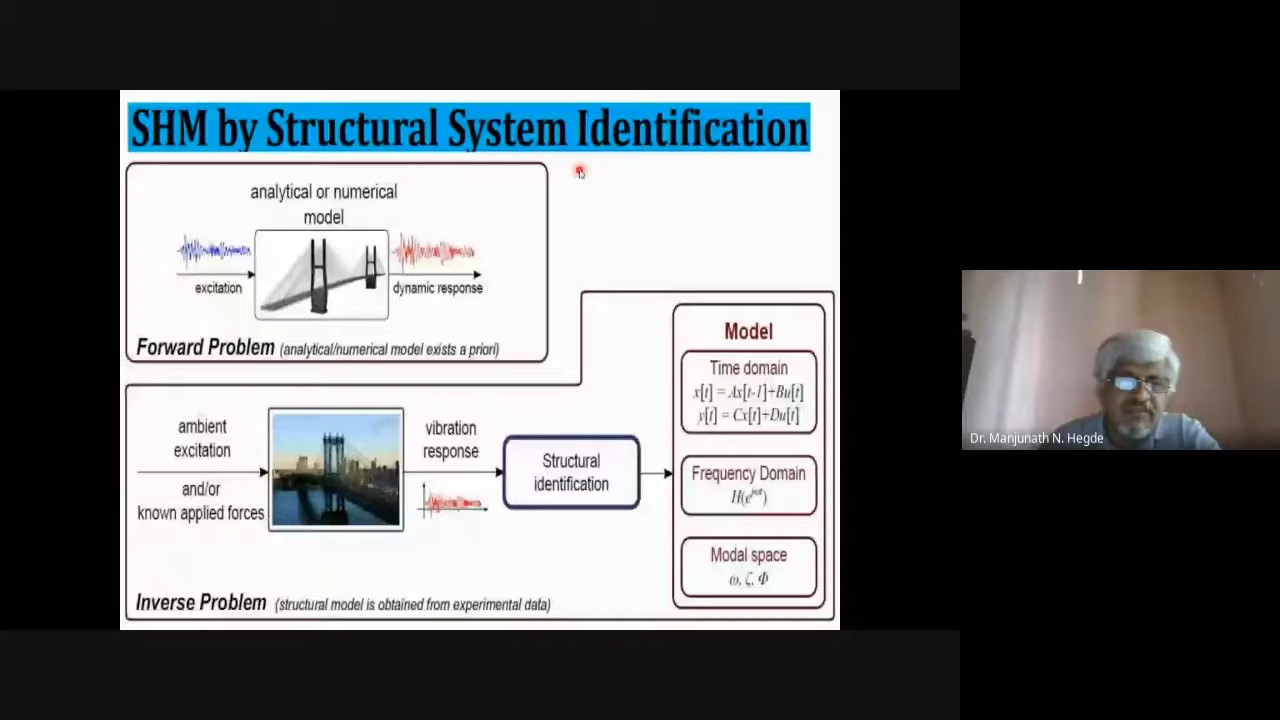 SHM by Structural System Identification
analytical or numerical
model
excitation
dynamic response
Forward Problem (analytical/numerical model exists a priori)
ambient
excitation
and/or
known applied forces
vibration
response
Structural
identification
Model
Time domain
x[t] = Ax[t-1]+Bu[t]
y[t] = Cx[t]+Du[t]
Frequency Domain
H(e^jωt)
Modal space
ω, ζ, Φ
Inverse Problem (structural model is obtained from experimental data)
Dr. Manjunath N. Hegde